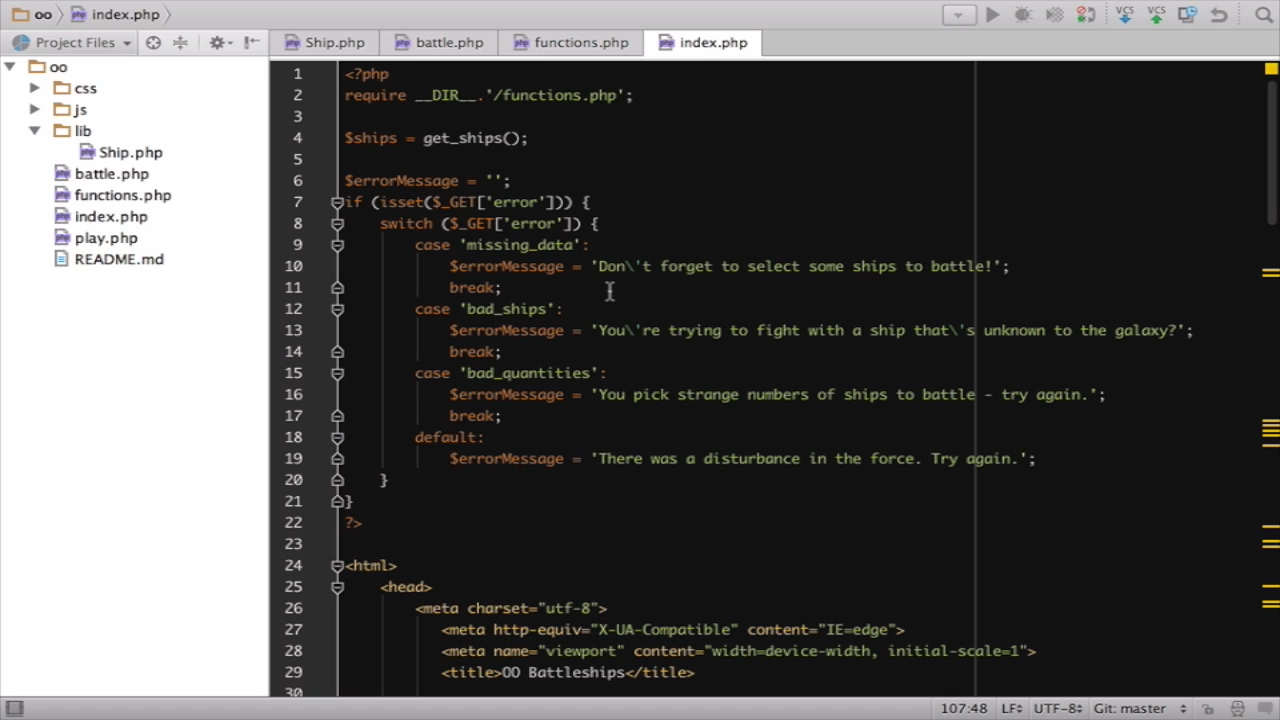 oo index.php
Project Files
Ship.php battle.php functions.php index.php
oo
css
js
lib
Ship.php
battle.php
functions.php
index.php
play.php
README.md
1 <?php
2 require __DIR__.'/functions.php';
3
4 $ships = get_ships();
5
6 $errorMessage = '';
7 if (isset($_GET['error'])) {
8 switch ($_GET['error']) {
9 case 'missing_data':
10 $errorMessage = 'Don\'t forget to select some ships to battle!';
11 break;
12 case 'bad_ships':
13 $errorMessage = 'You\'re trying to fight with a ship that\'s unknown to the galaxy?';
14 break;
15 case 'bad_quantities':
16 $errorMessage = 'You pick strange numbers of ships to battle - try again.';
17 break;
18 default:
19 $errorMessage = 'There was a disturbance in the force. Try again.';
20 }
21 }
22 ?>
23
24 <html>
25 <head>
26 <meta charset="utf-8">
27 <meta http-equiv="X-UA-Compatible" content="IE=edge">
28 <meta name="viewport" content="width=device-width, initial-scale=1">
29 <title>OO Battleships</title>
30
VCS VCS
107:48 LF UTF-8 Git: master